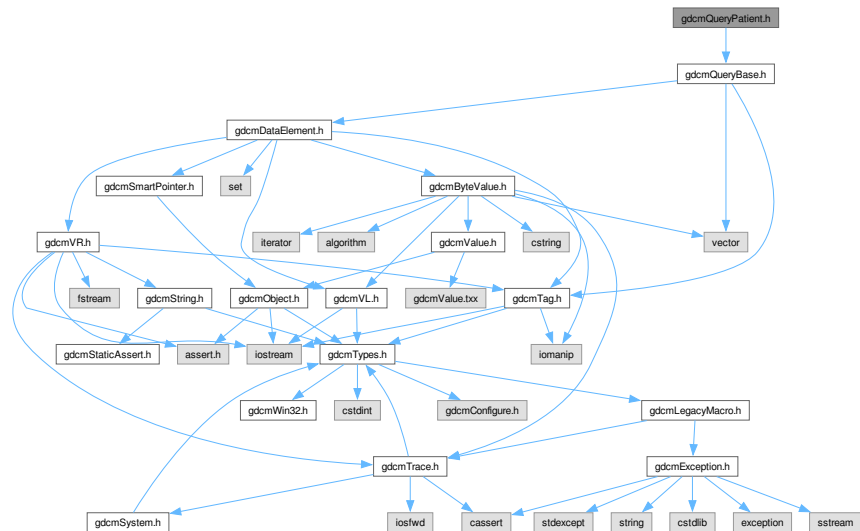 gdcmQueryPatient.h
gdcmQueryBase.h
gdcmDataElement.h
gdcmSmartPointer.h
set
gdcmByteValue.h
gdcmVR.h
iterator
algorithm
gdcmValue.h
cstring
vector
fstream
gdcmString.h
gdcmObject.h
gdcmVL.h
gdcmValue.txx
gdcmTag.h
gdcmStaticAssert.h
assert.h
iostream
gdcmTypes.h
iomanip
gdcmWin32.h
cstdint
gdcmConfigure.h
gdcmLegacyMacro.h
gdcmTrace.h
gdcmException.h
gdcmSystem.h
iosfwd
cassert
stdexcept
string
cstdlib
exception
sstream